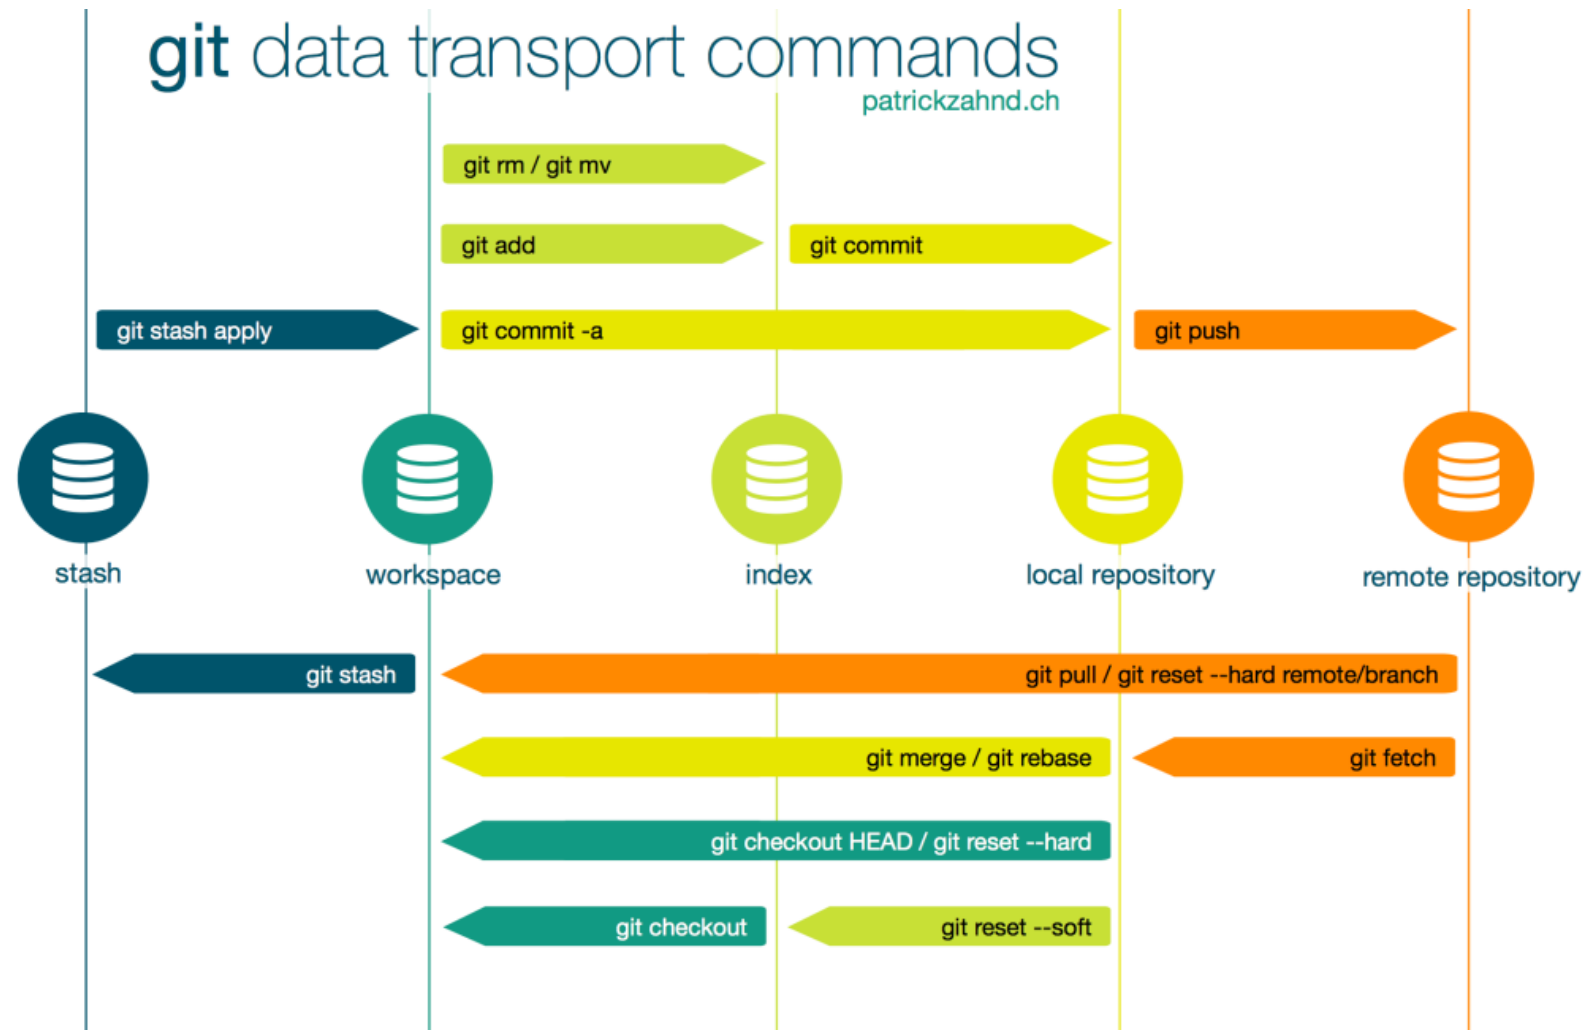 git data transport commands
patrickzahnd.ch
git rm / git mv
git add
git commit
git stash apply
git commit -a
git push
stash
workspace
index
local repository
remote repository
git stash
git pull / git reset --hard remote/branch
git merge / git rebase
git fetch
git checkout HEAD / git reset --hard
git checkout
git reset --soft